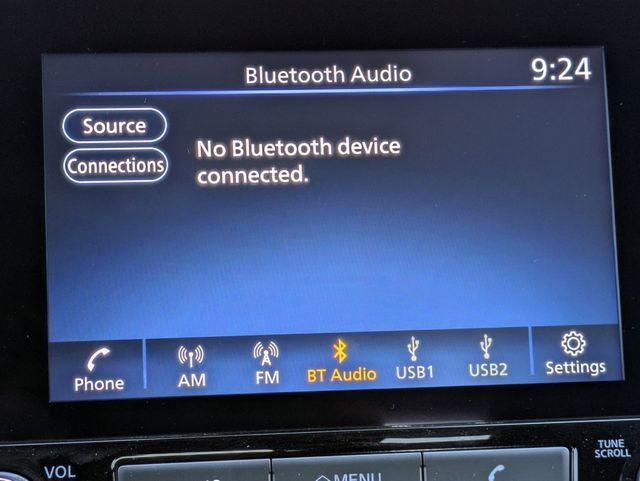 Bluetooth Audio
9:24
Source
Connections
No Bluetooth device
connected.
Phone
AM
FM
BT Audio
USB1
USB2
Settings
VOL
MENU
TUNE
SCROLL